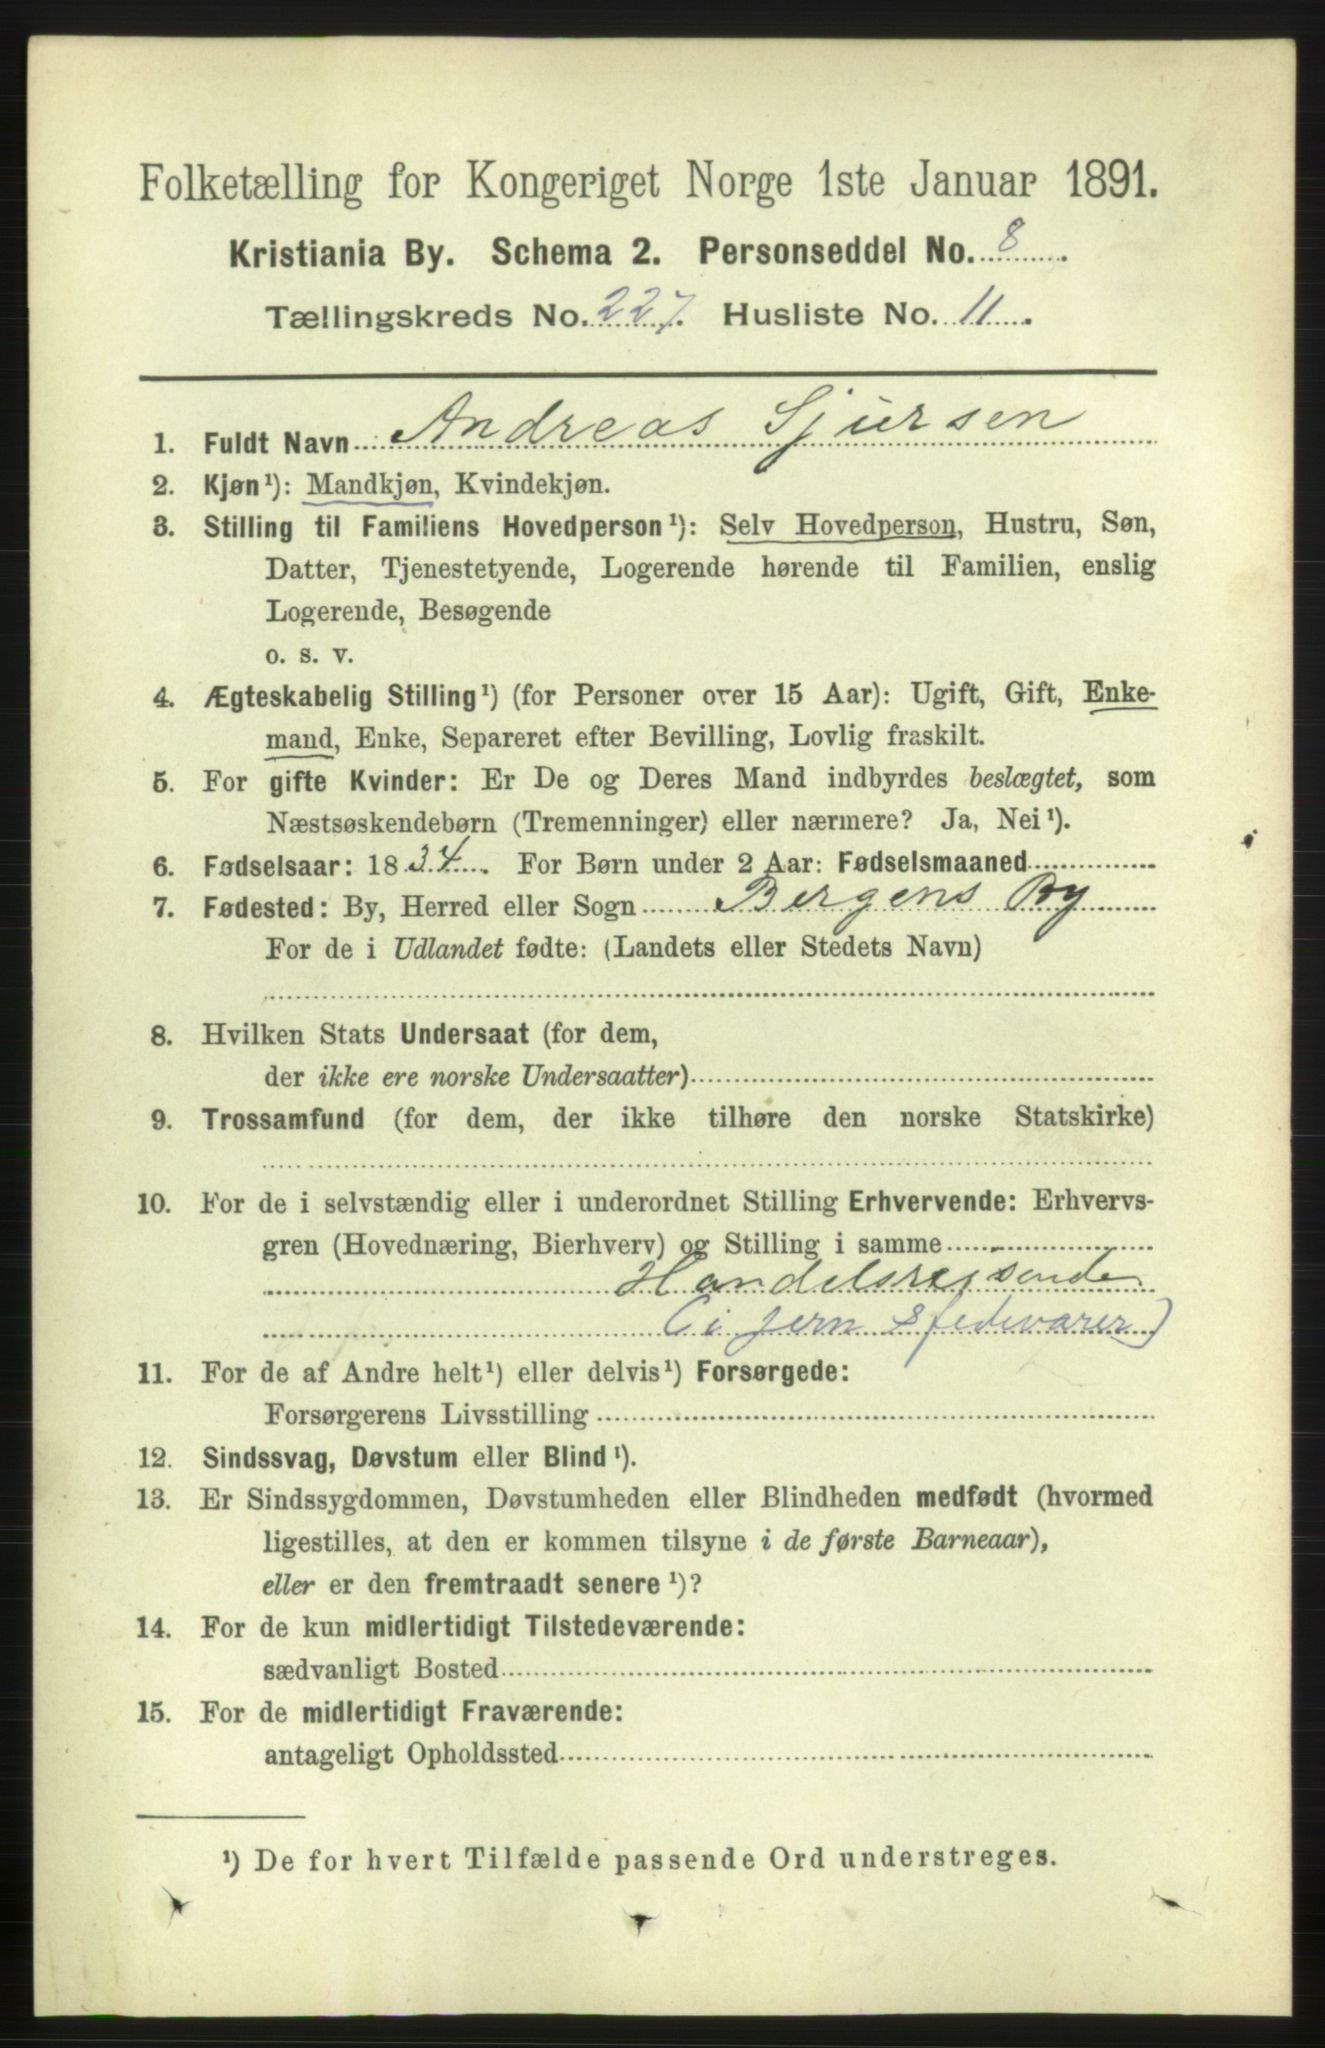 Folketælling for Kongeriget Norge 1ste Januar 1891.
Kristiania By. Schema 2. Personseddel No. 8
Tællingskreds No. 227. Husliste No. 11.
1. Fuldt Navn Andreas Sjursen
2. Kjøn¹): Mandkjøn, Kvindekjøn.
3. Stilling til Familiens Hovedperson¹): Selv Hovedperson, Hustru, Søn,
Datter, Tjenestetyende, Logerende hørende til Familien, enslig
Logerende, Besøgende
o. s. v.
4. Ægteskabelig Stilling¹) (for Personer over 15 Aar): Ugift, Gift, Enke-
mand, Enke, Separeret efter Bevilling, Lovlig fraskilt.
5. For gifte Kvinder: Er De og Deres Mand indbyrdes beslægtet, som
Næstsøskendebørn (Tremenninger) eller nærmere? Ja, Nei¹).
6. Fødselsaar: 1834. For Børn under 2 Aar: Fødselsmaaned
7. Fødested: By, Herred eller Sogn Bergens By
For de i Udlandet fødte: (Landets eller Stedets Navn)
8. Hvilken Stats Undersaat (for dem,
der ikke ere norske Undersaatter)
9. Trossamfund (for dem, der ikke tilhøre den norske Statskirke)
10. For de i selvstændig eller i underordnet Stilling Erhvervende: Erhvervs-
gren (Hovednæring, Bierhverv) og Stilling i samme
Handelsrejsende
(i jern & fedevarer)
11. For de af Andre helt¹) eller delvis¹) Forsørgede:
Forsørgerens Livsstilling
12. Sindssvag, Døvstum eller Blind¹).
13. Er Sindssygdommen, Døvstumheden eller Blindheden medfødt (hvormed
ligestilles, at den er kommen tilsyne i de første Barneaar),
eller er den fremtraadt senere¹)?
14. For de kun midlertidigt Tilstedeværende:
sædvanligt Bosted
15. For de midlertidigt Fraværende:
antageligt Opholdssted
¹) De for hvert Tilfælde passende Ord understreges.